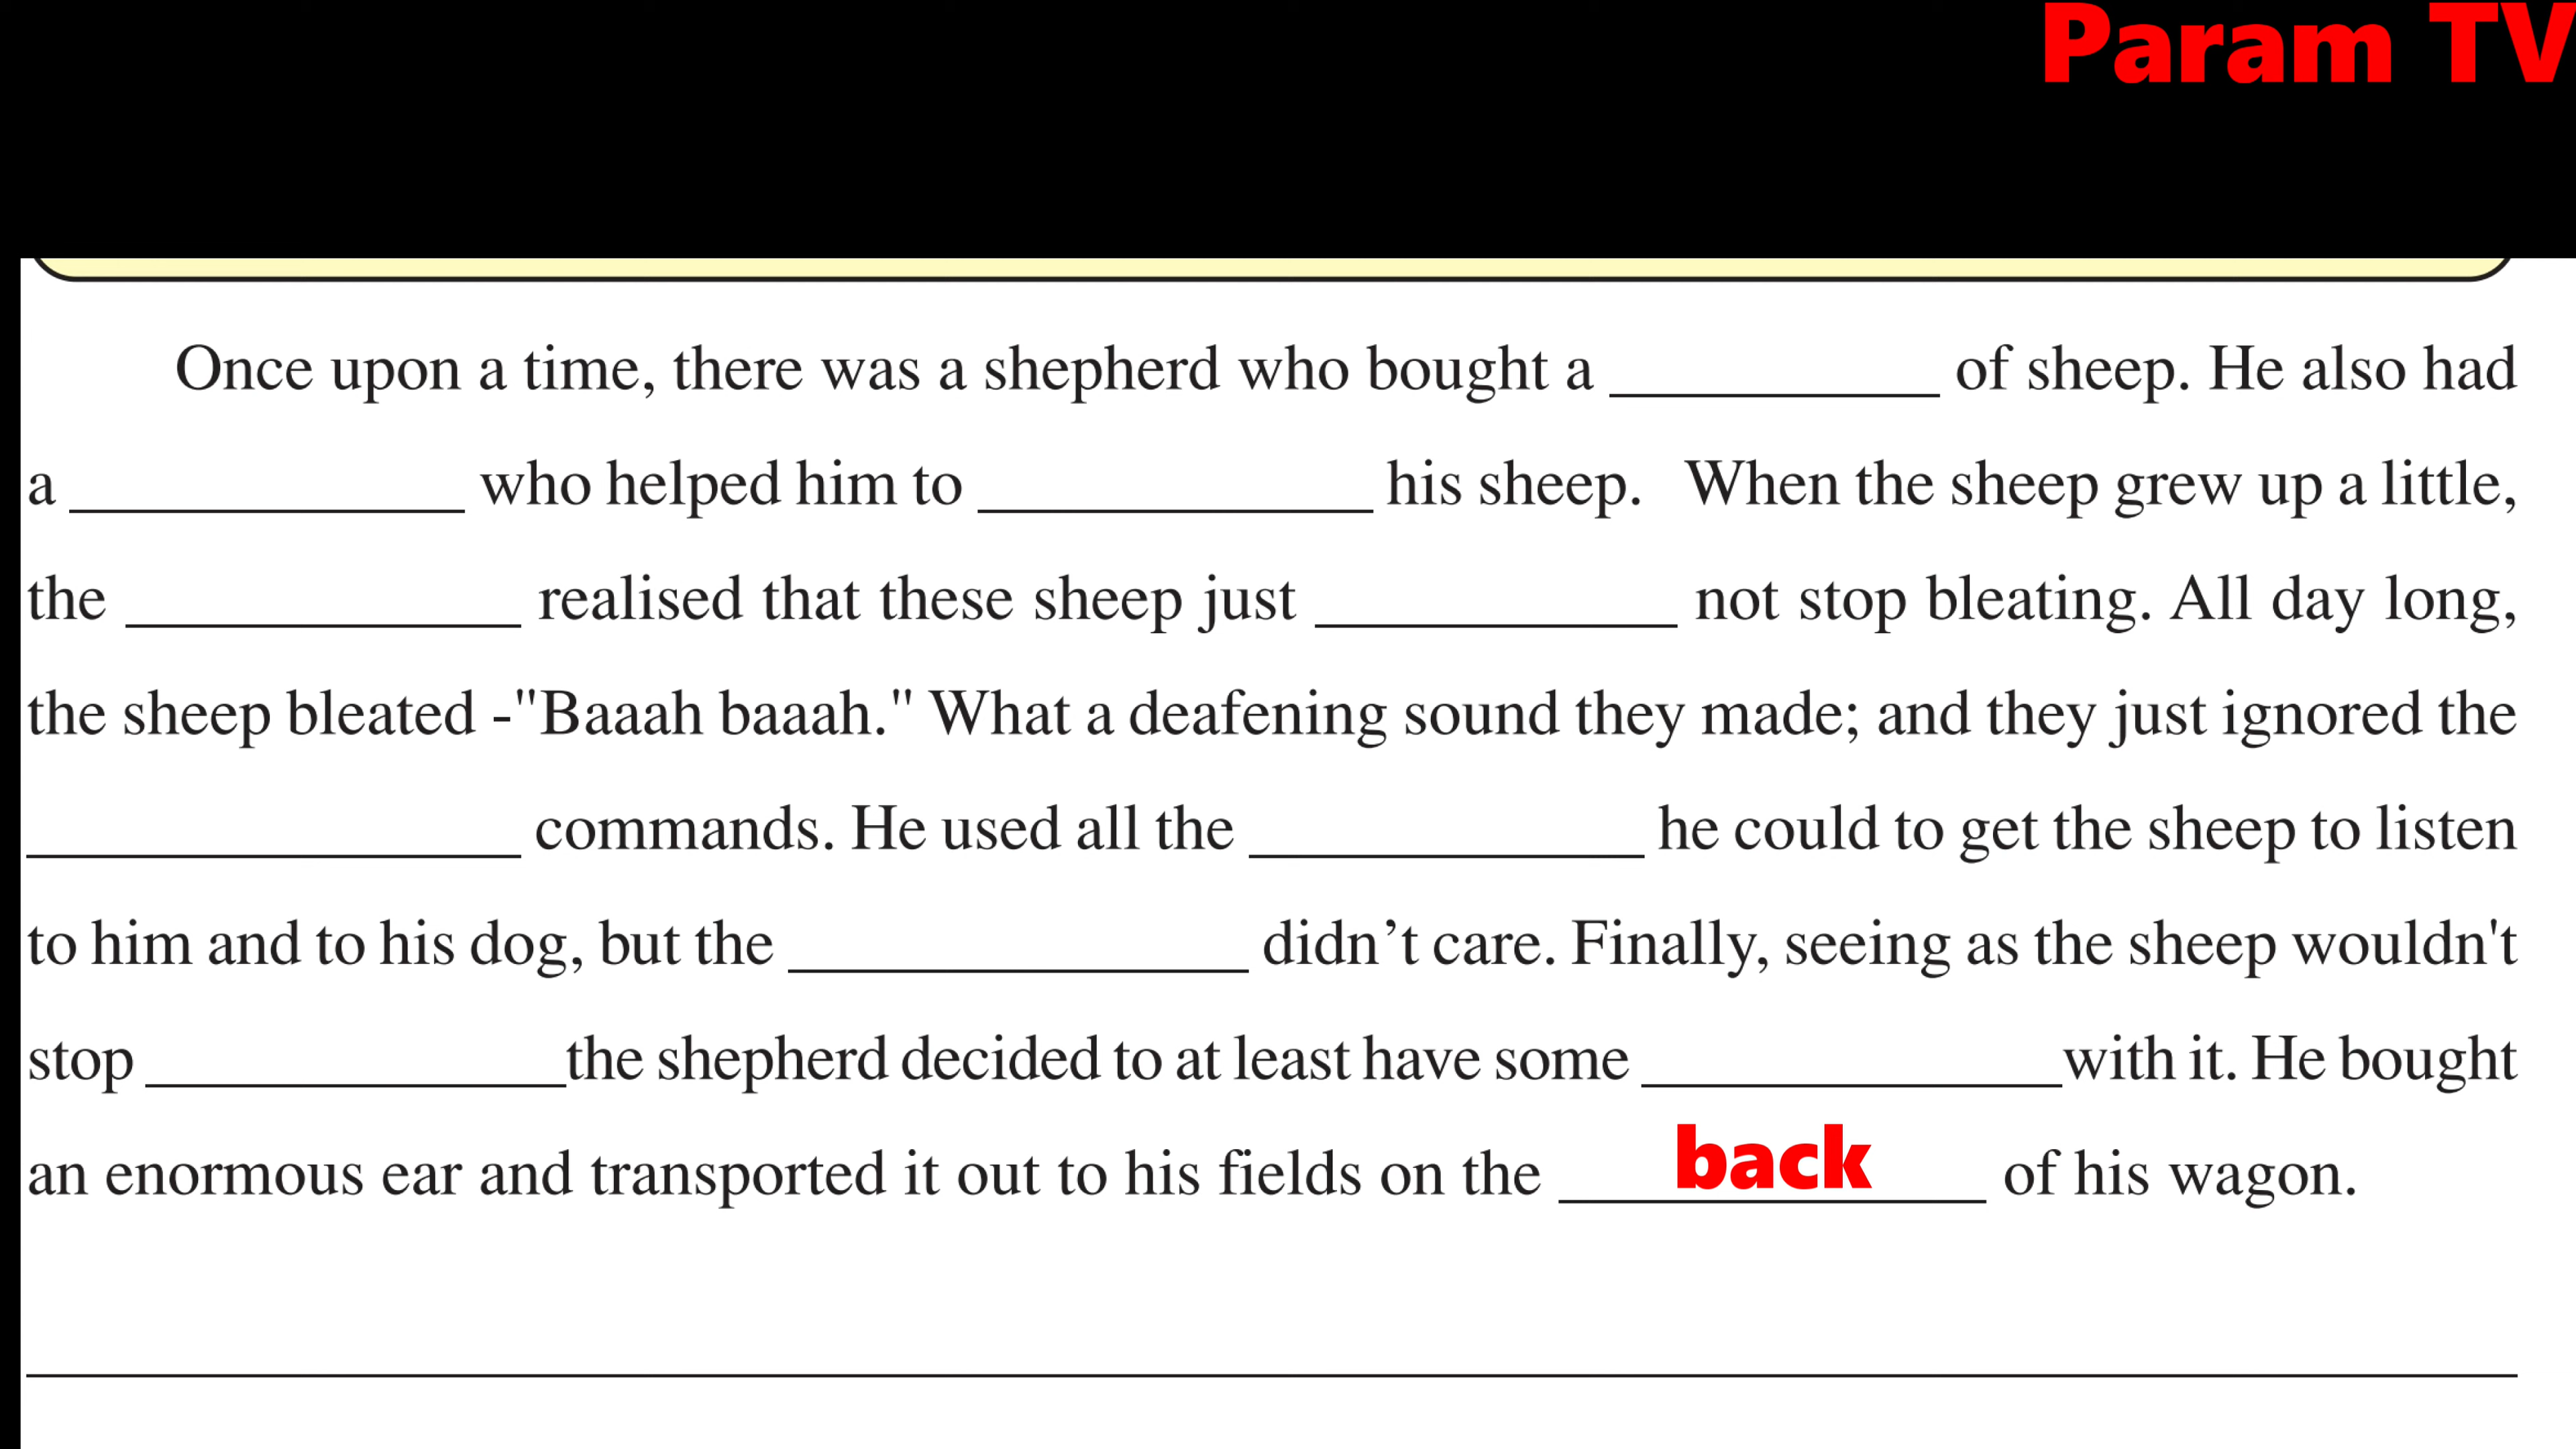 Param TV
Once upon a time, there was a shepherd who bought a __________ of sheep. He also had
a ____________ who helped him to ____________ his sheep. When the sheep grew up a little,
the ____________ realised that these sheep just ___________ not stop bleating. All day long,
the sheep bleated -"Baaah baaah." What a deafening sound they made; and they just ignored the
_______________ commands. He used all the ____________ he could to get the sheep to listen
to him and to his dog, but the ______________ didn’t care. Finally, seeing as the sheep wouldn't
stop _____________the shepherd decided to at least have some _____________with it. He bought
an enormous ear and transported it out to his fields on the back of his wagon.